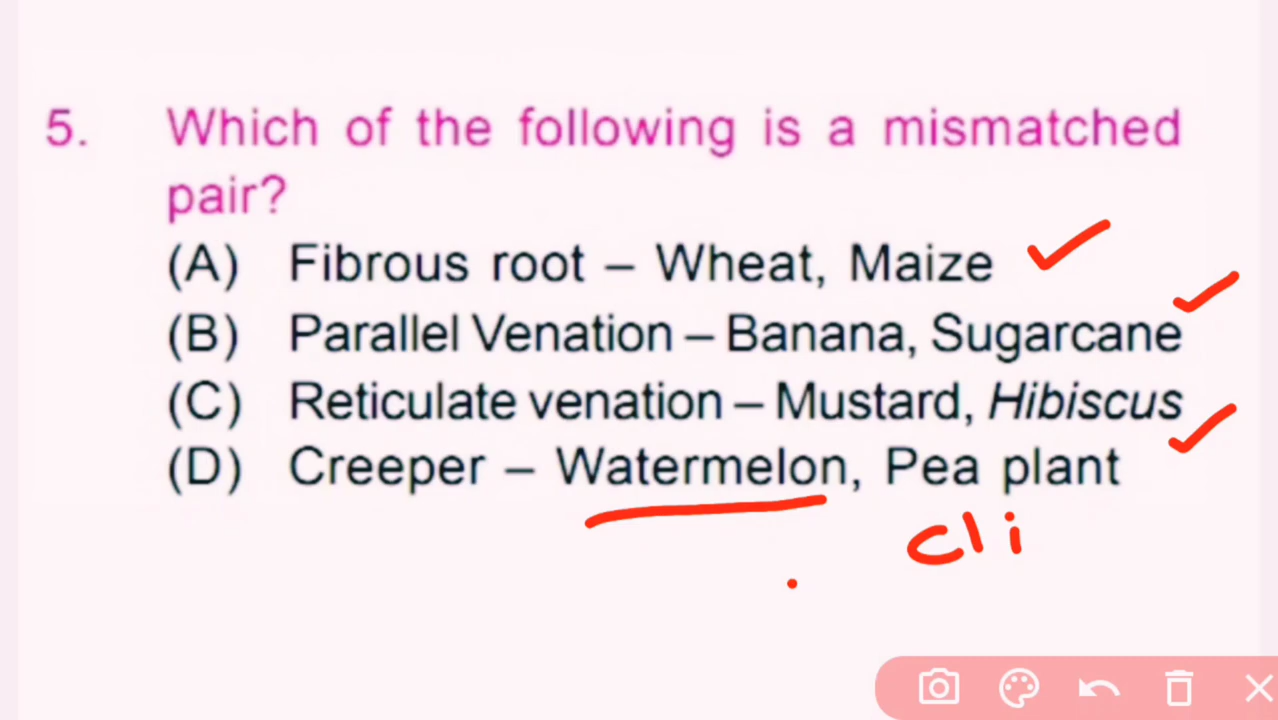 5. Which of the following is a mismatched
pair?
(A) Fibrous root – Wheat, Maize
(B) Parallel Venation – Banana, Sugarcane
(C) Reticulate venation – Mustard, Hibiscus
(D) Creeper – Watermelon, Pea plant
cli